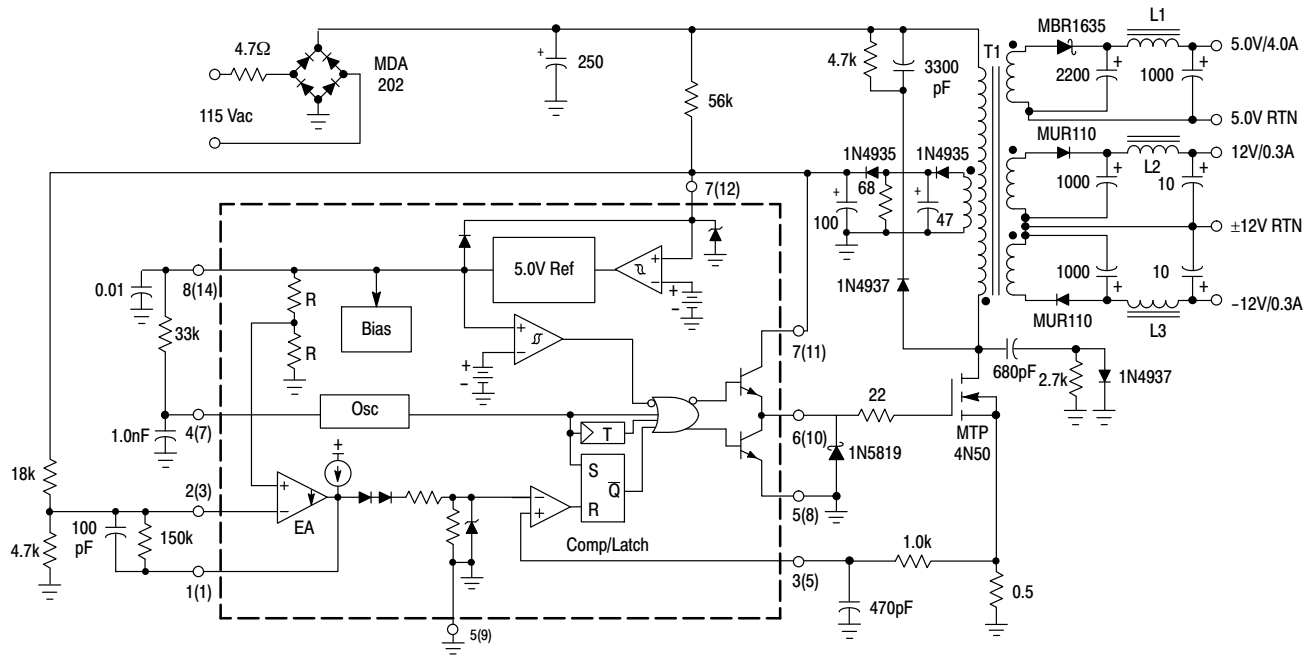 4.7Ω
MDA
202
115 Vac
+
250
56k
4.7k
3300
pF
T1
MBR1635
L1
5.0V/4.0A
2200
+
1000
+
5.0V RTN
MUR110
12V/0.3A
L2
1000
+
10
+
±12V RTN
1000
+
10
+
-12V/0.3A
MUR110
L3
1N4935
1N4935
68
+
100
+
47
7(12)
1N4937
0.01
8(14)
33k
R
R
Bias
5.0V Ref
+
–
+
–
+
–
+
–
7(11)
680pF
2.7k
1N4937
1.0nF
4(7)
Osc
T
22
6(10)
MTP
4N50
1N5819
18k
2(3)
+
+
–
EA
–
+
S
Q
R
5(8)
100
pF
150k
4.7k
Comp/Latch
1.0k
1(1)
3(5)
470pF
0.5
5(9)